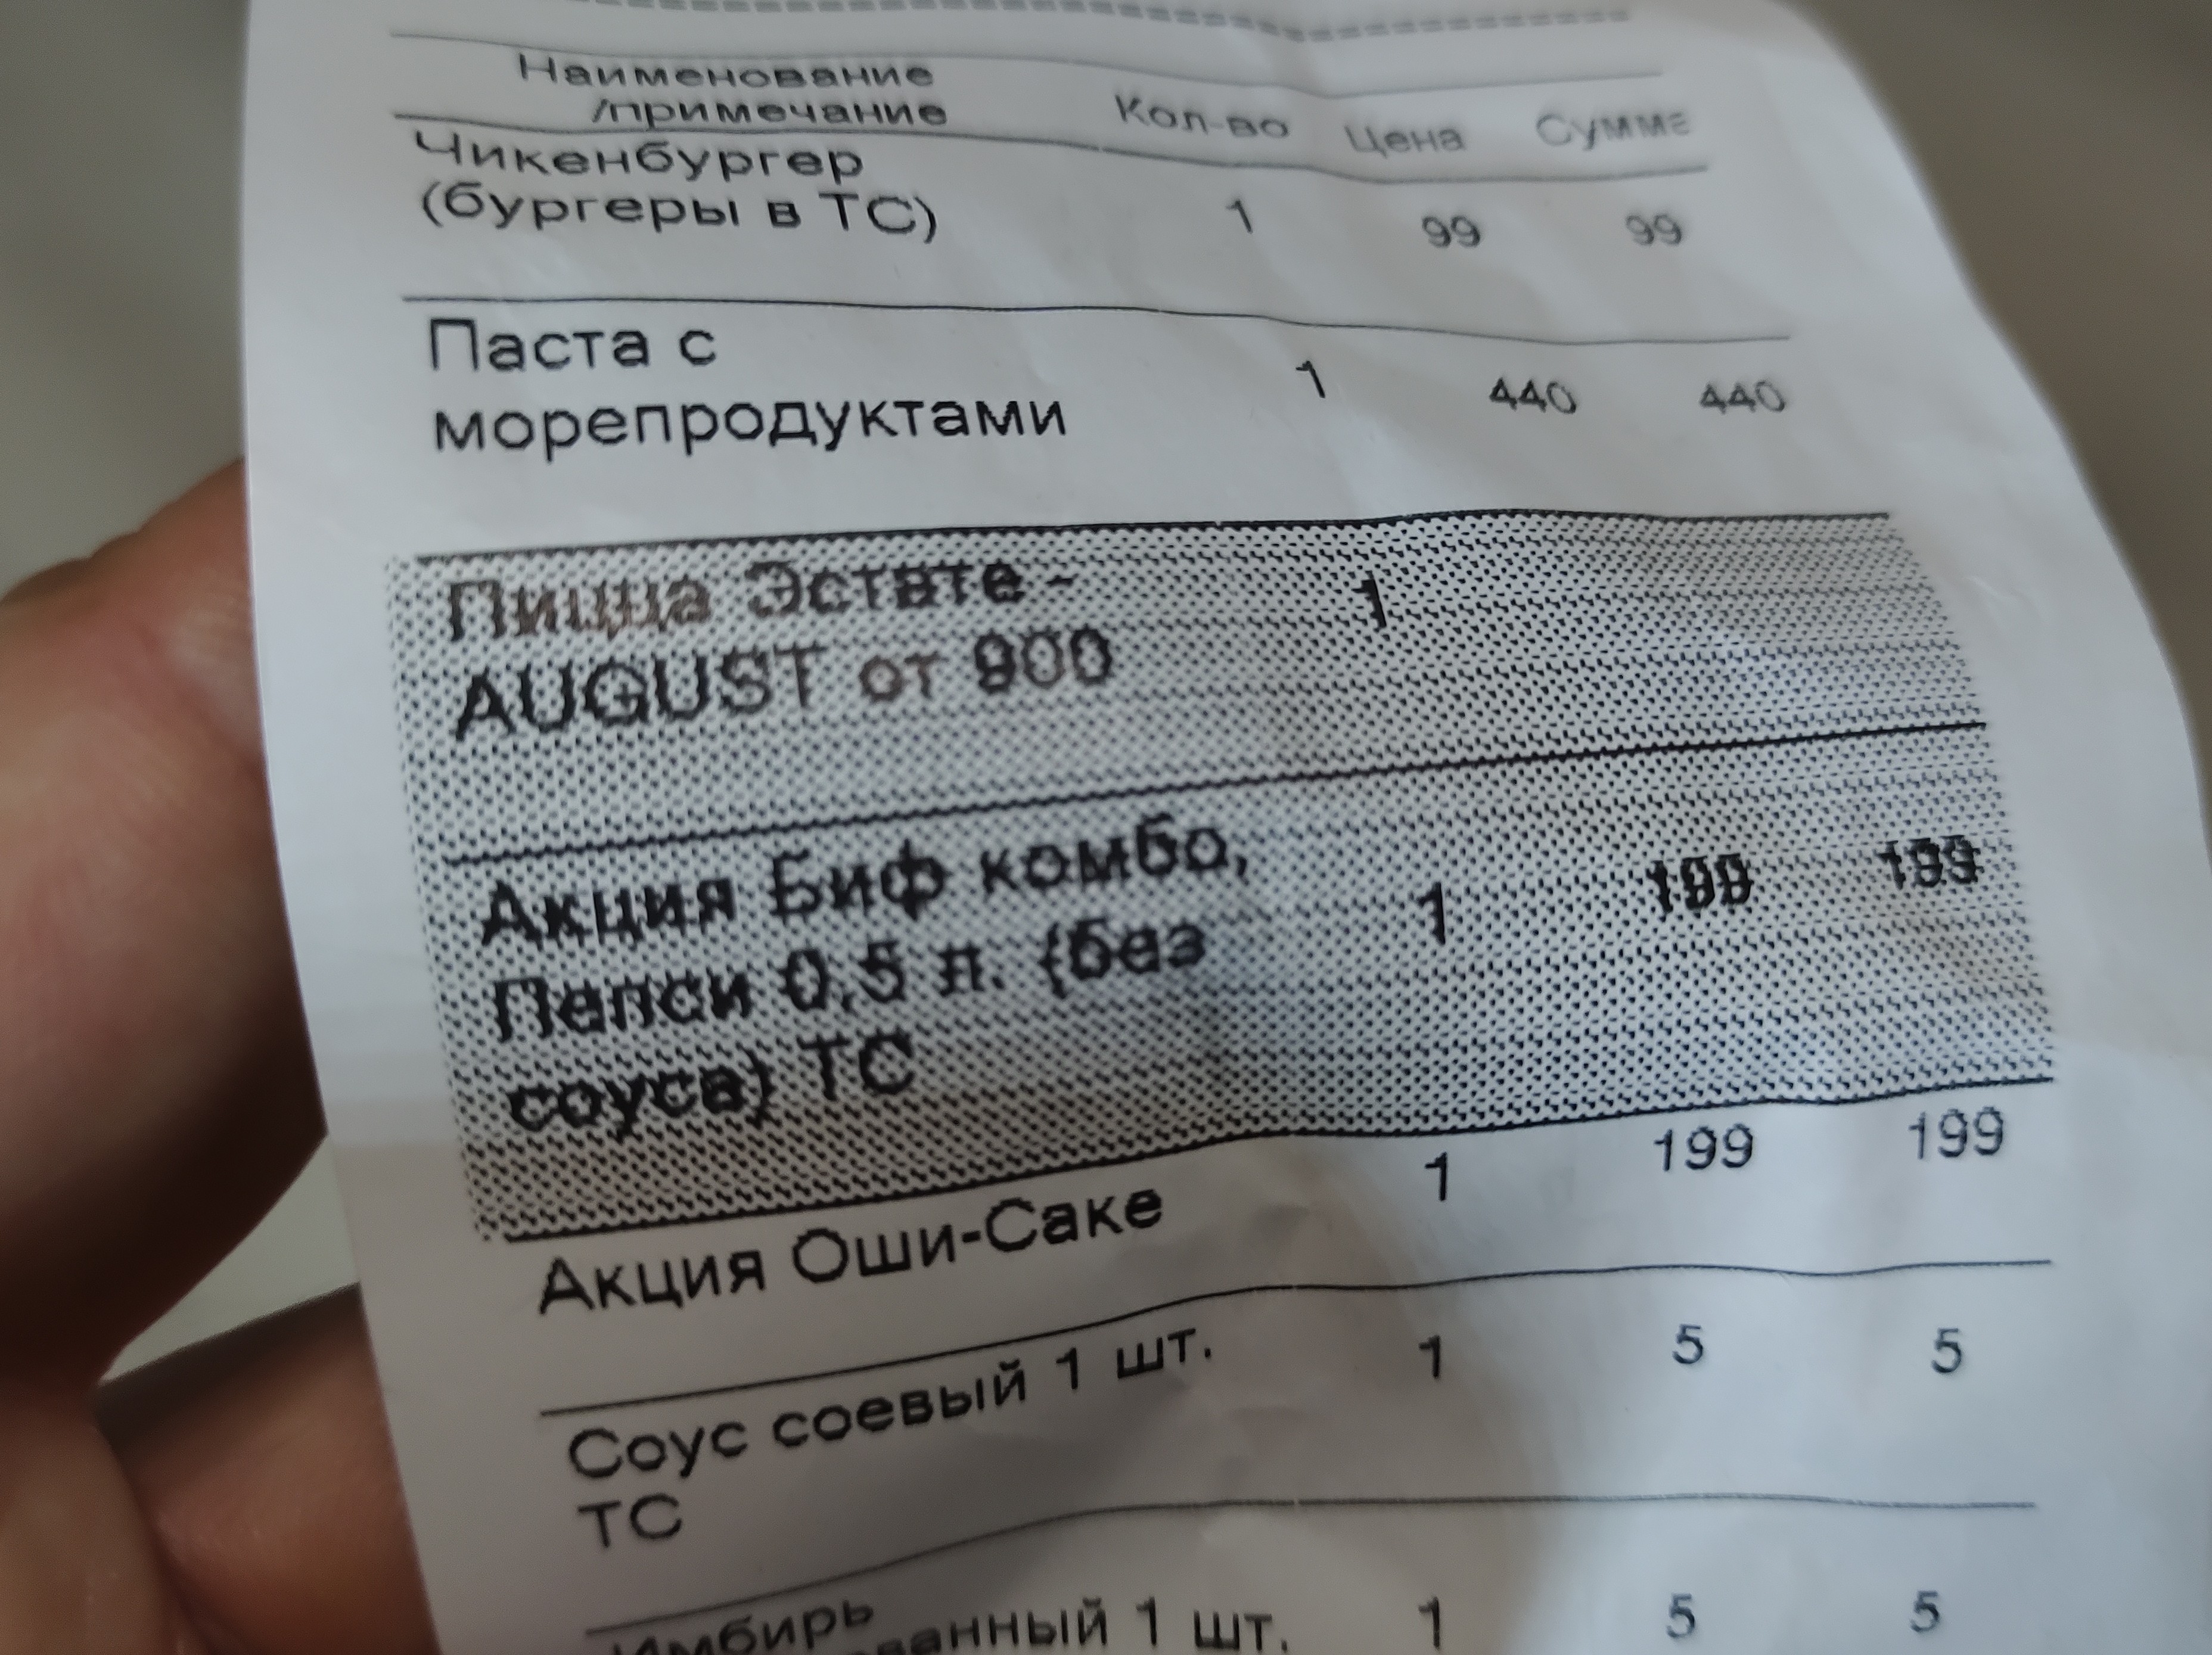 Наименование
/примечание Кол-во Цена Сумма
Чикенбургер
(бургеры в ТС) 1 99 99
Паста с
морепродуктами 1 440 440
Пицца Эстате - 1
AUGUST от 900
Акция Биф комбо, 1 199 199
Пепси 0,5 л. (без
соуса) ТС
Акция Оши-Саке 1 199 199
Соус соевый 1 шт. 1 5 5
ТС
Имбирь
1 шт. 1 5 5